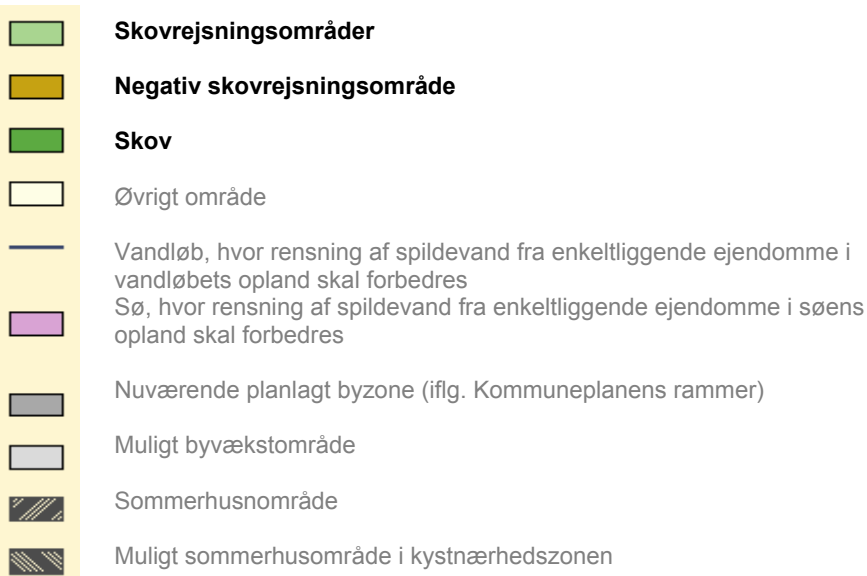 Skovrejsningsområder
Negativ skovrejsningsområde
Skov
Øvrigt område
Vandløb, hvor rensning af spildevand fra enkeltliggende ejendomme i
vandløbets opland skal forbedres
Sø, hvor rensning af spildevand fra enkeltliggende ejendomme i søens
opland skal forbedres
Nuværende planlagt byzone (iflg. Kommuneplanens rammer)
Muligt byvækstområde
Sommerhusnområde
Muligt sommerhusområde i kystnærhedszonen